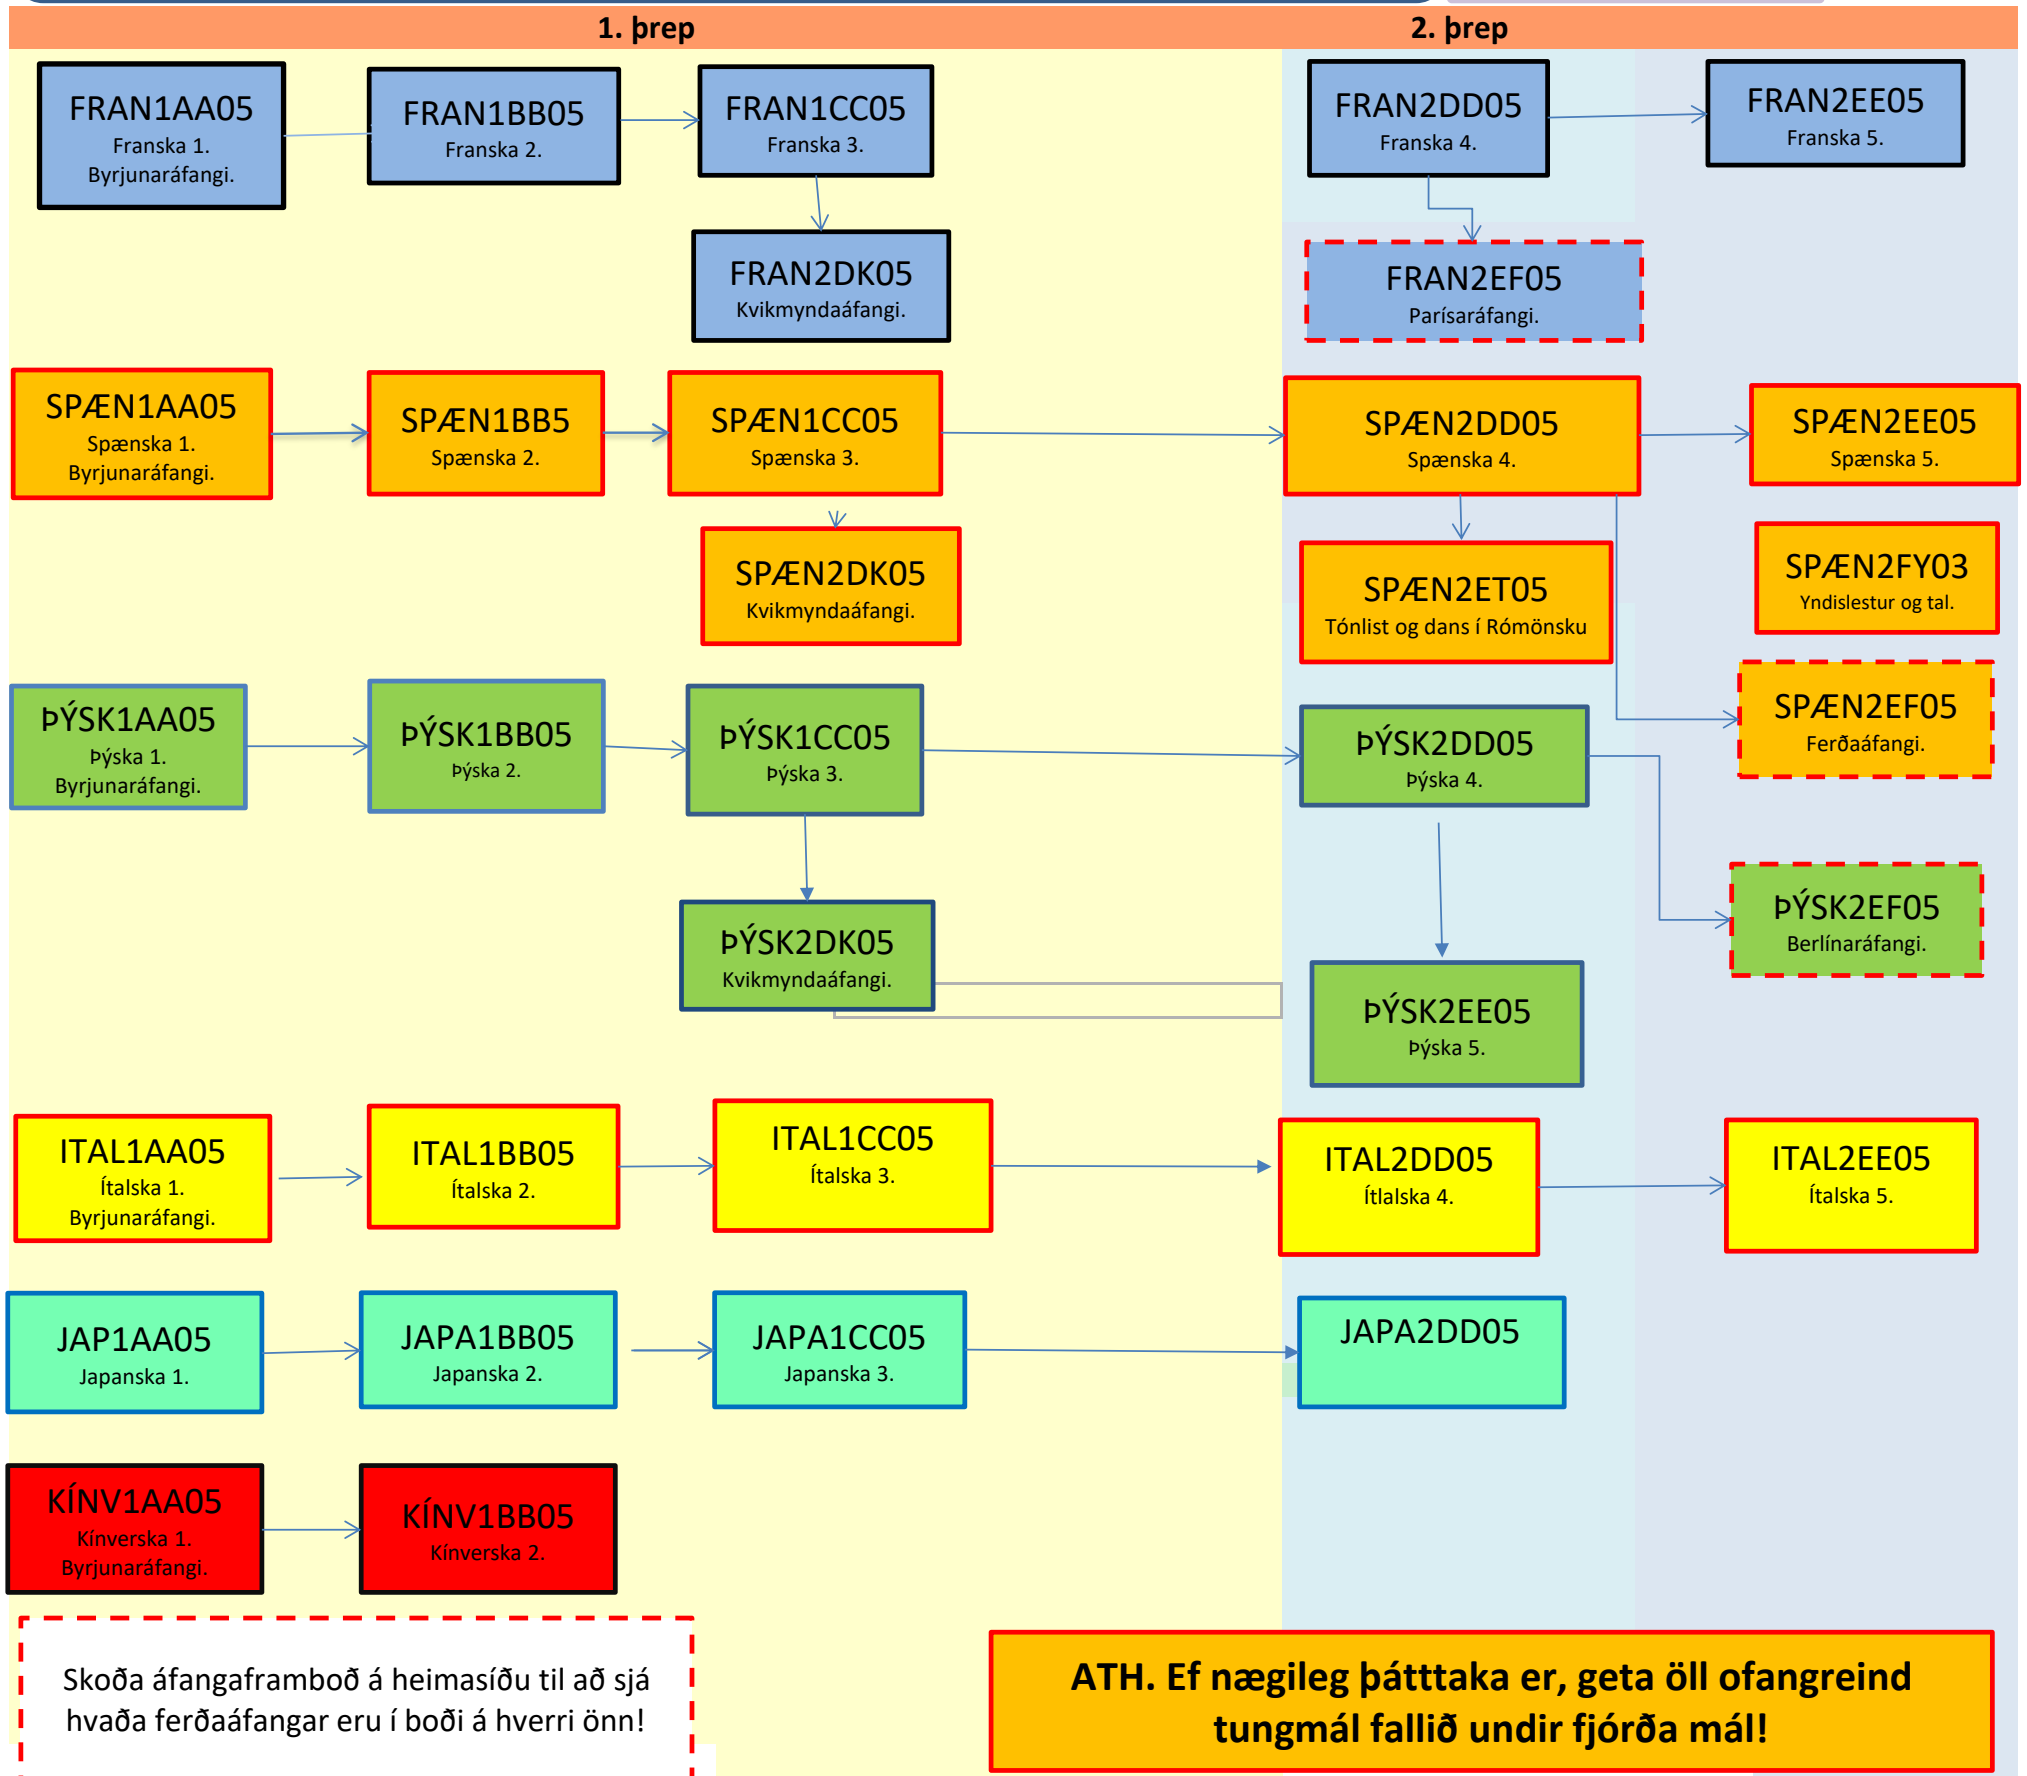 1. þrep
2. þrep
FRAN1AA05
Franska 1.
Byrjunaráfangi.
FRAN1BB05
Franska 2.
FRAN1CC05
Franska 3.
FRAN2DD05
Franska 4.
FRAN2EE05
Franska 5.
FRAN2DK05
Kvikmyndaáfangi.
FRAN2EF05
Parísaráfangi.
SPÆN1AA05
Spænska 1.
Byrjunaráfangi.
SPÆN1BB5
Spænska 2.
SPÆN1CC05
Spænska 3.
SPÆN2DD05
Spænska 4.
SPÆN2EE05
Spænska 5.
SPÆN2DK05
Kvikmyndaáfangi.
SPÆN2ET05
Tónlist og dans í Rómönsku
SPÆN2FY03
Yndislestur og tal.
SPÆN2EF05
Ferðaáfangi.
ÞÝSK1AA05
Þýska 1.
Byrjunaráfangi.
ÞÝSK1BB05
Þýska 2.
ÞÝSK1CC05
Þýska 3.
ÞÝSK2DD05
Þýska 4.
ÞÝSK2EF05
Berlínaráfangi.
ÞÝSK2DK05
Kvikmyndaáfangi.
ÞÝSK2EE05
Þýska 5.
ITAL1AA05
Ítalska 1.
Byrjunaráfangi.
ITAL1BB05
Ítalska 2.
ITAL1CC05
Ítalska 3.
ITAL2DD05
Ítlalska 4.
ITAL2EE05
Ítalska 5.
JAP1AA05
Japanska 1.
JAPA1BB05
Japanska 2.
JAPA1CC05
Japanska 3.
JAPA2DD05
KÍNV1AA05
Kínverska 1.
Byrjunaráfangi.
KÍNV1BB05
Kínverska 2.
Skoða áfangaframboð á heimasíðu til að sjá
hvaða ferðaáfangar eru í boði á hverri önn!
ATH. Ef nægileg þátttaka er, geta öll ofangreind
tungmál fallið undir fjórða mál!